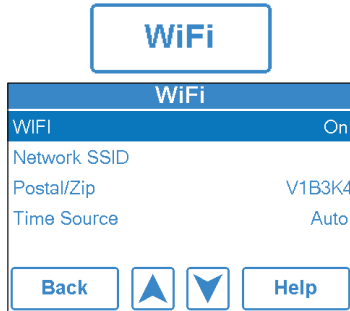 WiFi
WiFi
WIFI On
Network SSID
Postal/Zip V1B3K4
Time Source Auto
Back Help